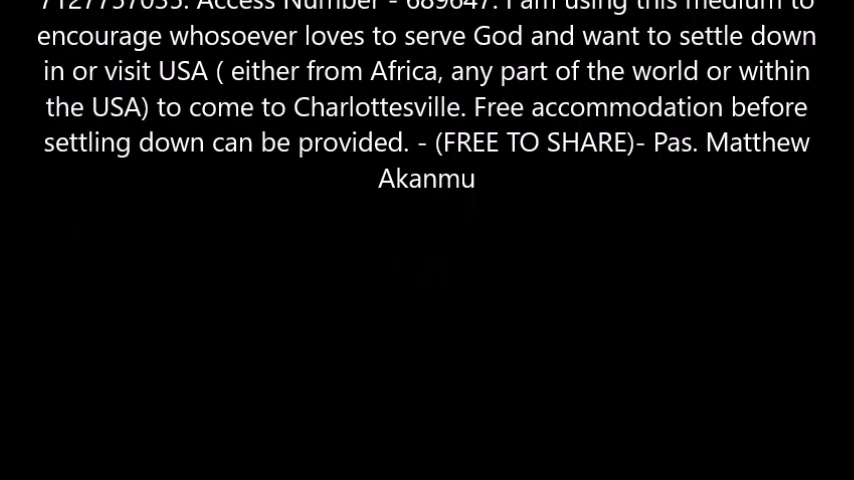 7127757035. Access Number - 689647. I am using this medium to
encourage whosoever loves to serve God and want to settle down
in or visit USA ( either from Africa, any part of the world or within
the USA) to come to Charlottesville. Free accommodation before
settling down can be provided. - (FREE TO SHARE)- Pas. Matthew
Akanmu